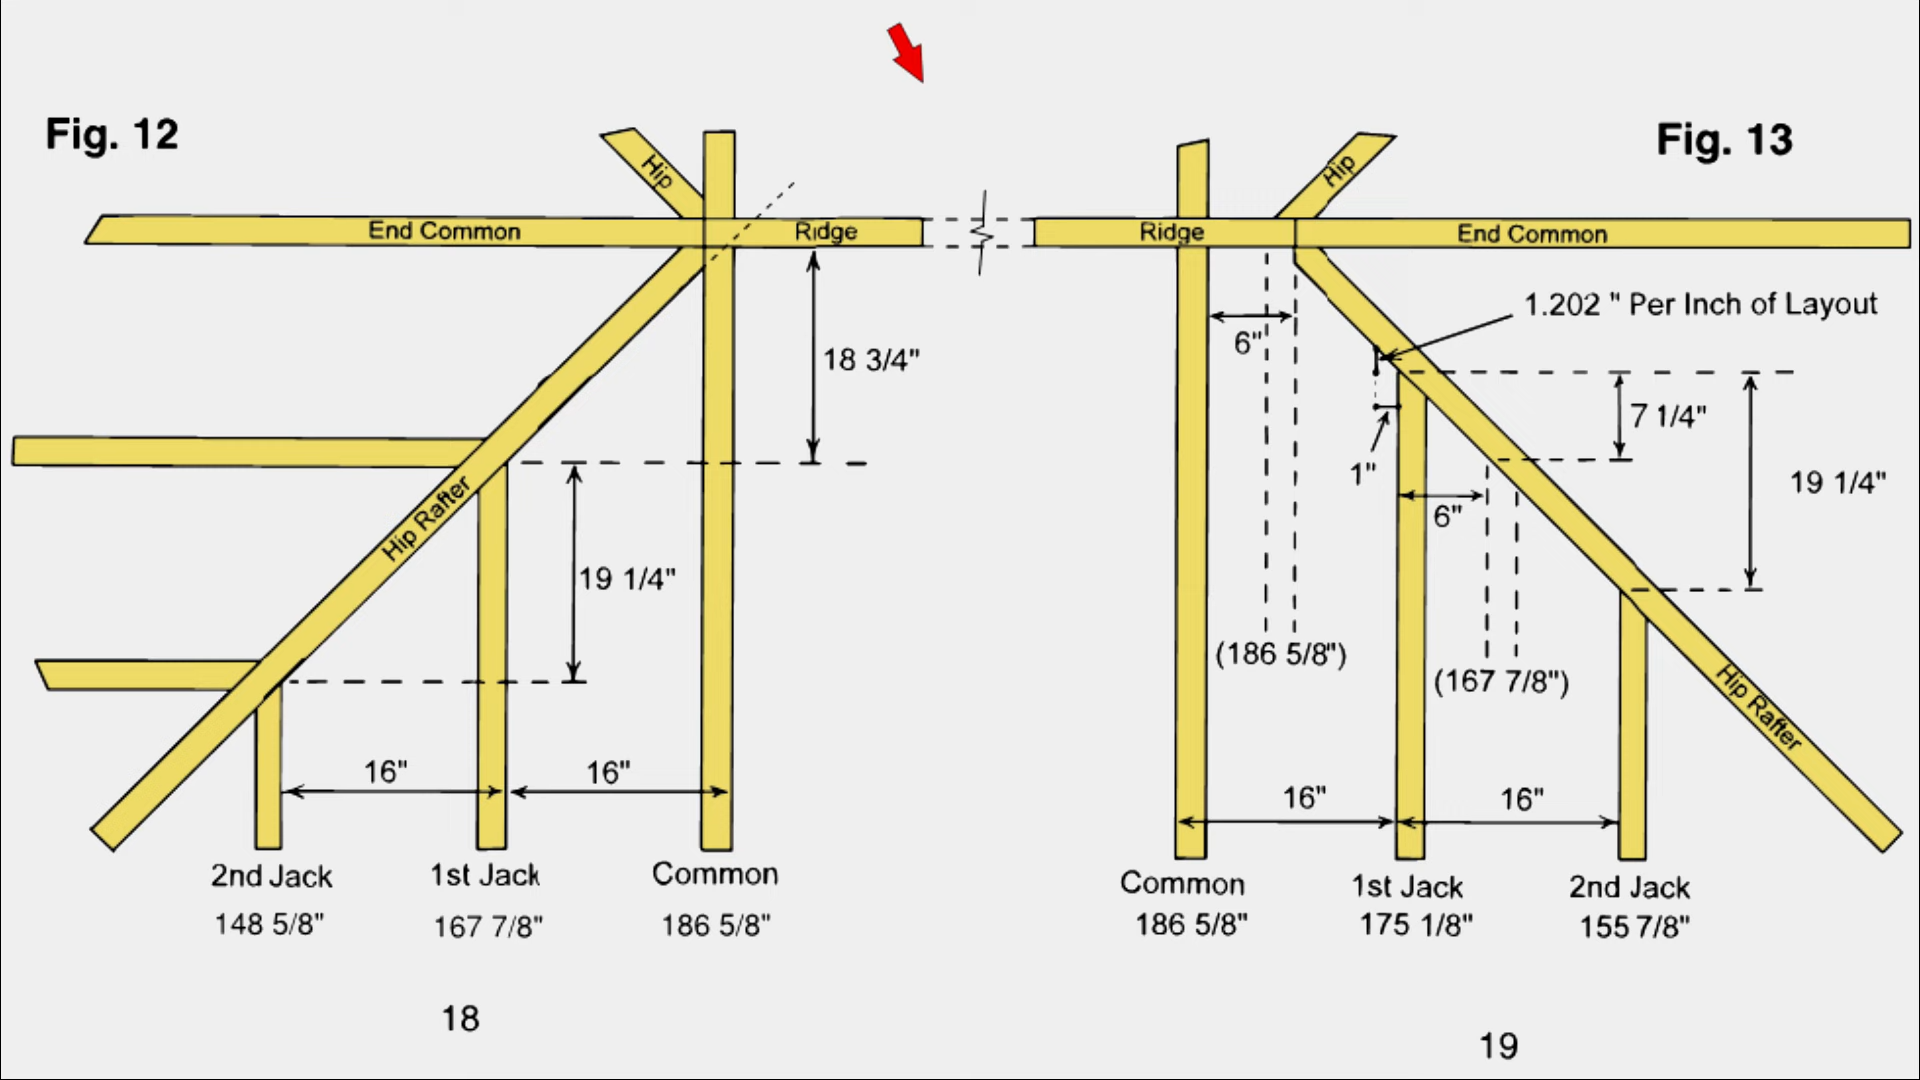 Fig. 12
Hip
End Common
Ridge
18 3/4"
Hip Rafter
19 1/4"
16"
16"
2nd Jack
1st Jack
Common
148 5/8"
167 7/8"
186 5/8"
18
Fig. 13
Hip
Ridge
End Common
1.202 " Per Inch of Layout
6"
7 1/4"
1"
19 1/4"
6"
(186 5/8")
(167 7/8")
Hip Rafter
16"
16"
Common
1st Jack
2nd Jack
186 5/8"
175 1/8"
155 7/8"
19